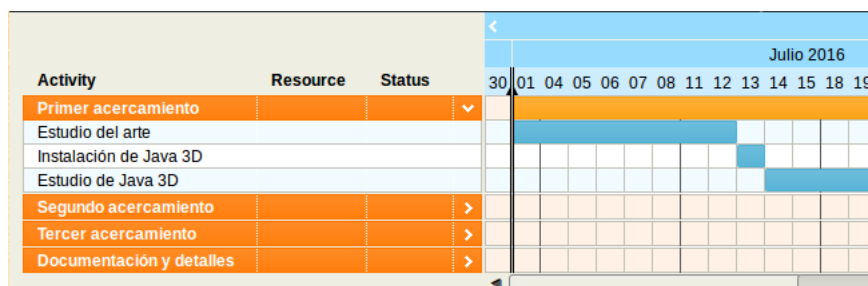 Julio 2016
Activity Resource Status 30 01 04 05 06 07 08 11 12 13 14 15 18 19
Primer acercamiento
Estudio del arte
Instalación de Java 3D
Estudio de Java 3D
Segundo acercamiento
Tercer acercamiento
Documentación y detalles